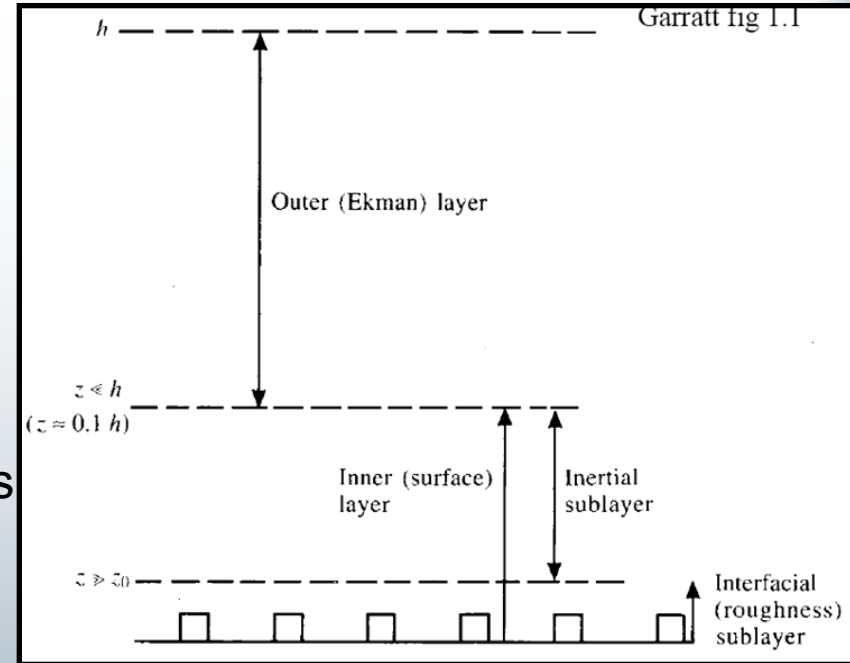 Garratt fig 1.1
h
Outer (Ekman) layer
z ≪ h
(z ≈ 0.1 h)
s
Inner (surface)
layer
Inertial
sublayer
z ≫ z₀
Interfacial
(roughness)
sublayer